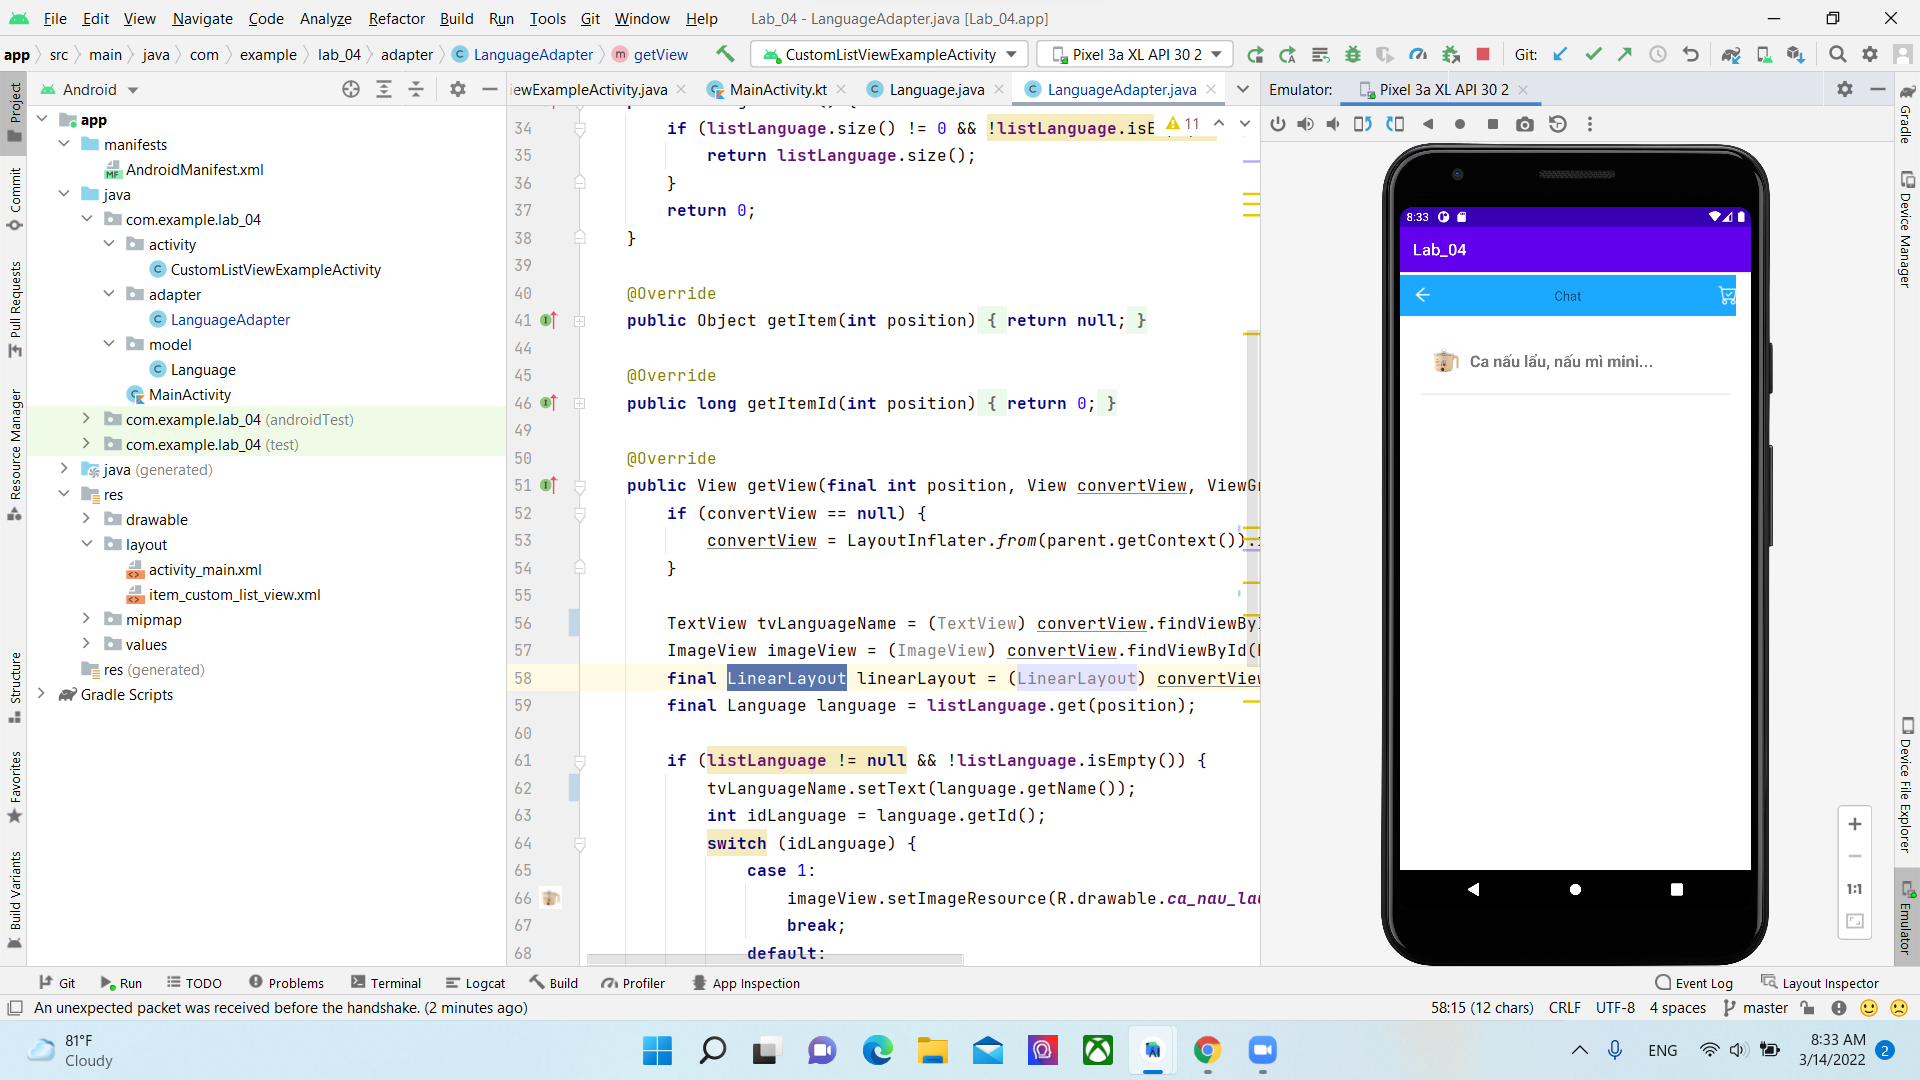 File Edit View Navigate Code Analyze Refactor Build Run Tools Git Window Help Lab_04 - LanguageAdapter.java [Lab_04.app]
app src main java com example lab_04 adapter LanguageAdapter getView CustomListViewExampleActivity Pixel 3a XL API 30 2 Git:
Android
iewExampleActivity.java MainActivity.kt Language.java LanguageAdapter.java
Emulator: Pixel 3a XL API 30 2
Project
Commit
Pull Requests
Resource Manager
Structure
Favorites
Build Variants
app
manifests
AndroidManifest.xml
java
com.example.lab_04
activity
CustomListViewExampleActivity
adapter
LanguageAdapter
model
Language
MainActivity
com.example.lab_04 (androidTest)
com.example.lab_04 (test)
java (generated)
res
drawable
layout
activity_main.xml
item_custom_list_view.xml
mipmap
values
res (generated)
Gradle Scripts
11
34 if (listLanguage.size() != 0 && !listLanguage.isE
35 return listLanguage.size();
36 }
37 return 0;
38 }
39
40 @Override
41 public Object getItem(int position) { return null; }
44
45 @Override
46 public long getItemId(int position) { return 0; }
49
50 @Override
51 public View getView(final int position, View convertView, ViewGr
52 if (convertView == null) {
53 convertView = LayoutInflater.from(parent.getContext()).
54 }
55
56 TextView tvLanguageName = (TextView) convertView.findViewByI
57 ImageView imageView = (ImageView) convertView.findViewById(
58 final LinearLayout linearLayout = (LinearLayout) convertView
59 final Language language = listLanguage.get(position);
60
61 if (listLanguage != null && !listLanguage.isEmpty()) {
62 tvLanguageName.setText(language.getName());
63 int idLanguage = language.getId();
64 switch (idLanguage) {
65 case 1:
66 imageView.setImageResource(R.drawable.ca_nau_lau
67 break;
68 default:
8:33
Lab_04
Chat
Ca nấu lẩu, nấu mì mini...
1:1
Gradle
Device Manager
Device File Explorer
Emulator
Git Run TODO Problems Terminal Logcat Build Profiler App Inspection Event Log Layout Inspector
An unexpected packet was received before the handshake. (2 minutes ago) 58:15 (12 chars) CRLF UTF-8 4 spaces master
81°F
Cloudy
ENG
8:33 AM
3/14/2022
2